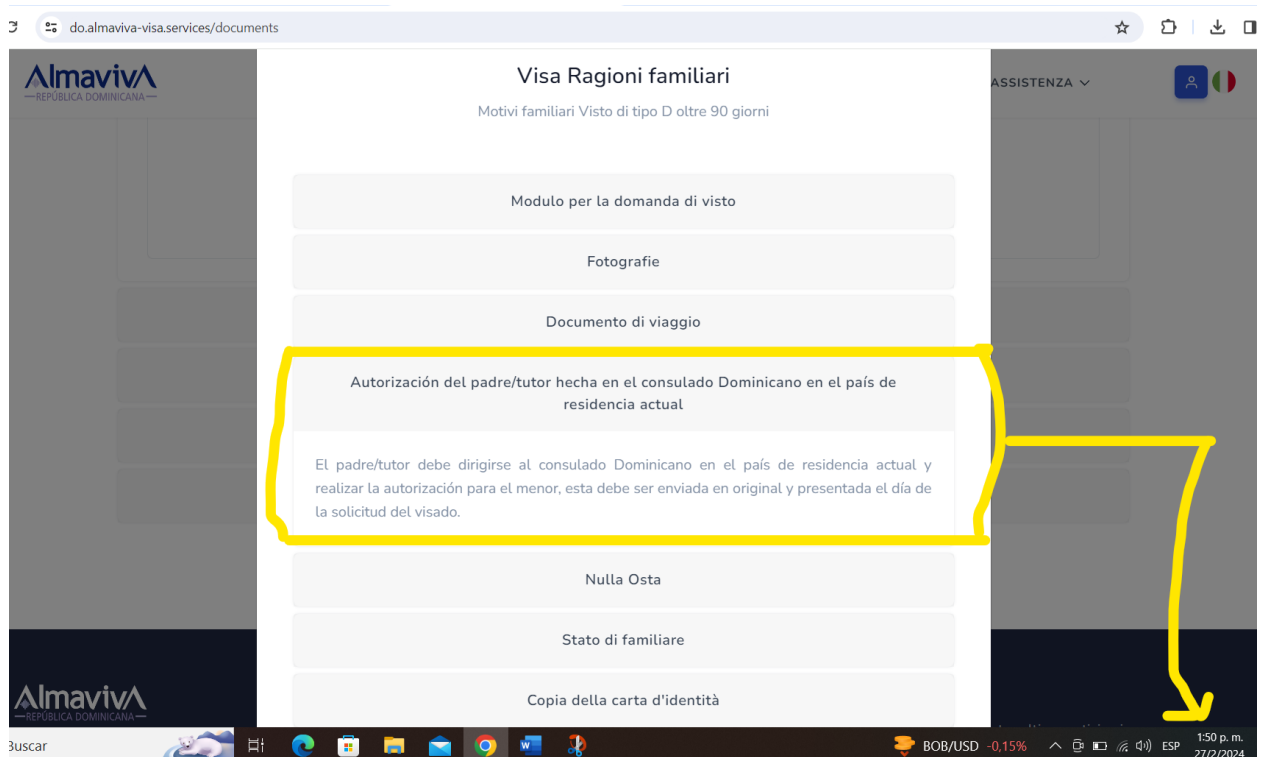 do.almaviva-visa.services/documents
AlmavivA
REPÚBLICA DOMINICANA
ASSISTENZA
Visa Ragioni familiari
Motivi familiari Visto di tipo D oltre 90 giorni
Modulo per la domanda di visto
Fotografie
Documento di viaggio
Autorización del padre/tutor hecha en el consulado Dominicano en el país de
residencia actual
El padre/tutor debe dirigirse al consulado Dominicano en el país de residencia actual y
realizar la autorización para el menor, esta debe ser enviada en original y presentada el día de
la solicitud del visado.
Nulla Osta
Stato di familiare
Copia della carta d'identità
AlmavivA
REPÚBLICA DOMINICANA
Buscar
BOB/USD -0,15%
ESP
1:50 p. m.
27/2/2024